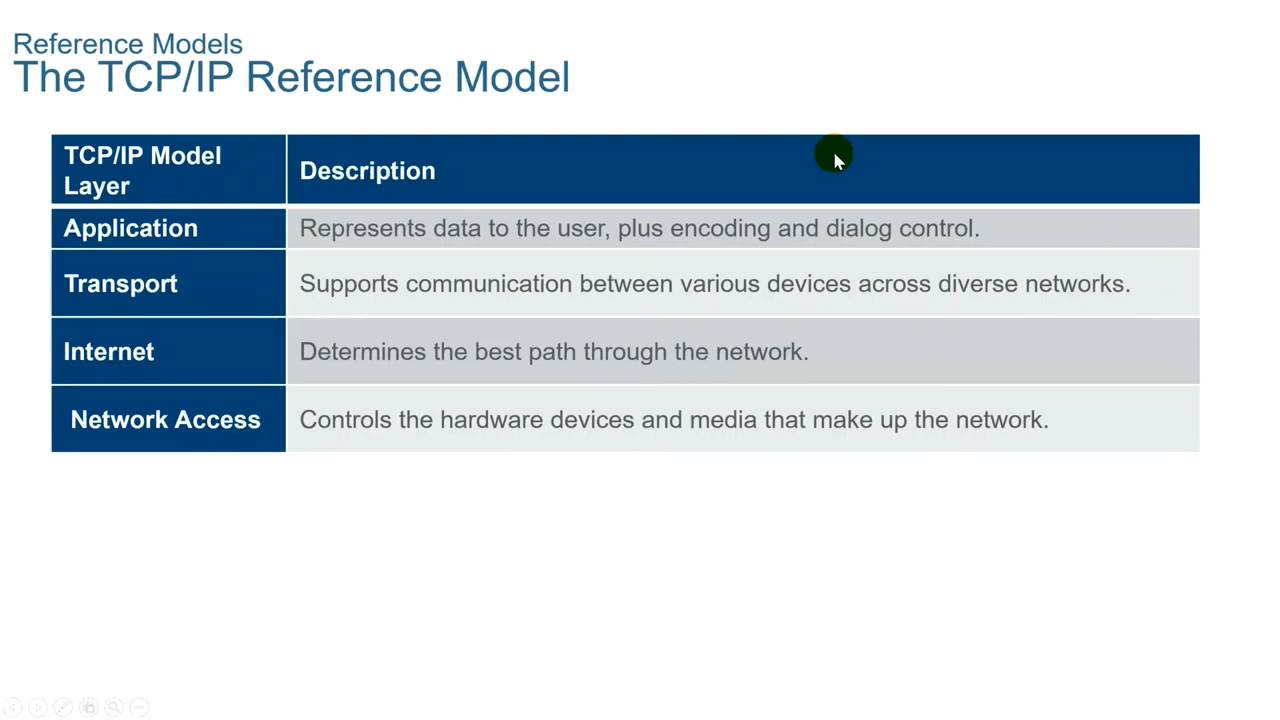 Reference Models
The TCP/IP Reference Model
TCP/IP Model
Layer
Description
Application
Represents data to the user, plus encoding and dialog control.
Transport
Supports communication between various devices across diverse networks.
Internet
Determines the best path through the network.
Network Access
Controls the hardware devices and media that make up the network.